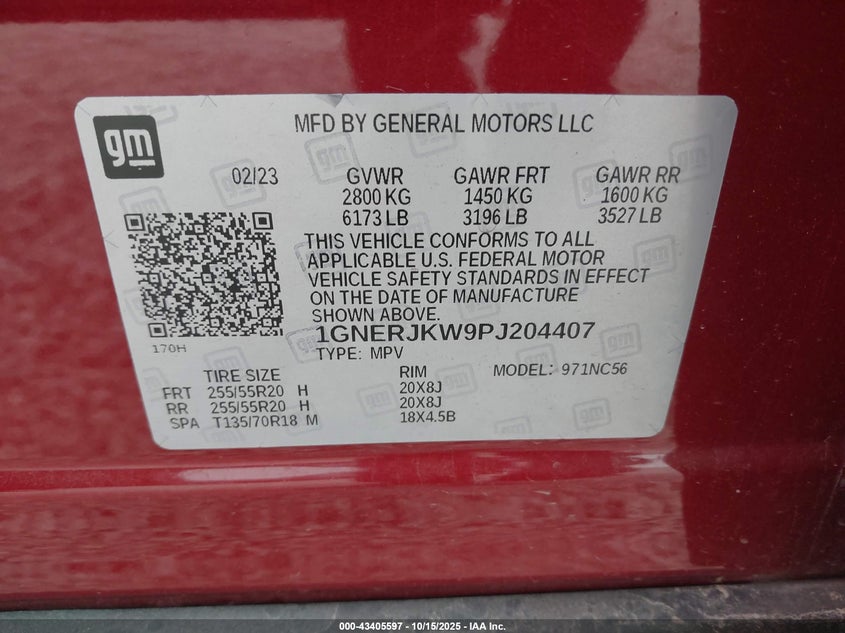 gm
MFD BY GENERAL MOTORS LLC
02/23 GVWR GAWR FRT GAWR RR
2800 KG 1450 KG 1600 KG
6173 LB 3196 LB 3527 LB
THIS VEHICLE CONFORMS TO ALL
APPLICABLE U.S. FEDERAL MOTOR
VEHICLE SAFETY STANDARDS IN EFFECT
ON THE DATE OF MANUFACTURE
SHOWN ABOVE.
170H
1GNERJKW9PJ204407
TYPE: MPV
TIRE SIZE RIM MODEL: 971NC56
FRT 255/55R20 H 20X8J
RR 255/55R20 H 20X8J
SPA T135/70R18 M 18X4.5B
000-43405597 - 10/15/2025 - IAA Inc.